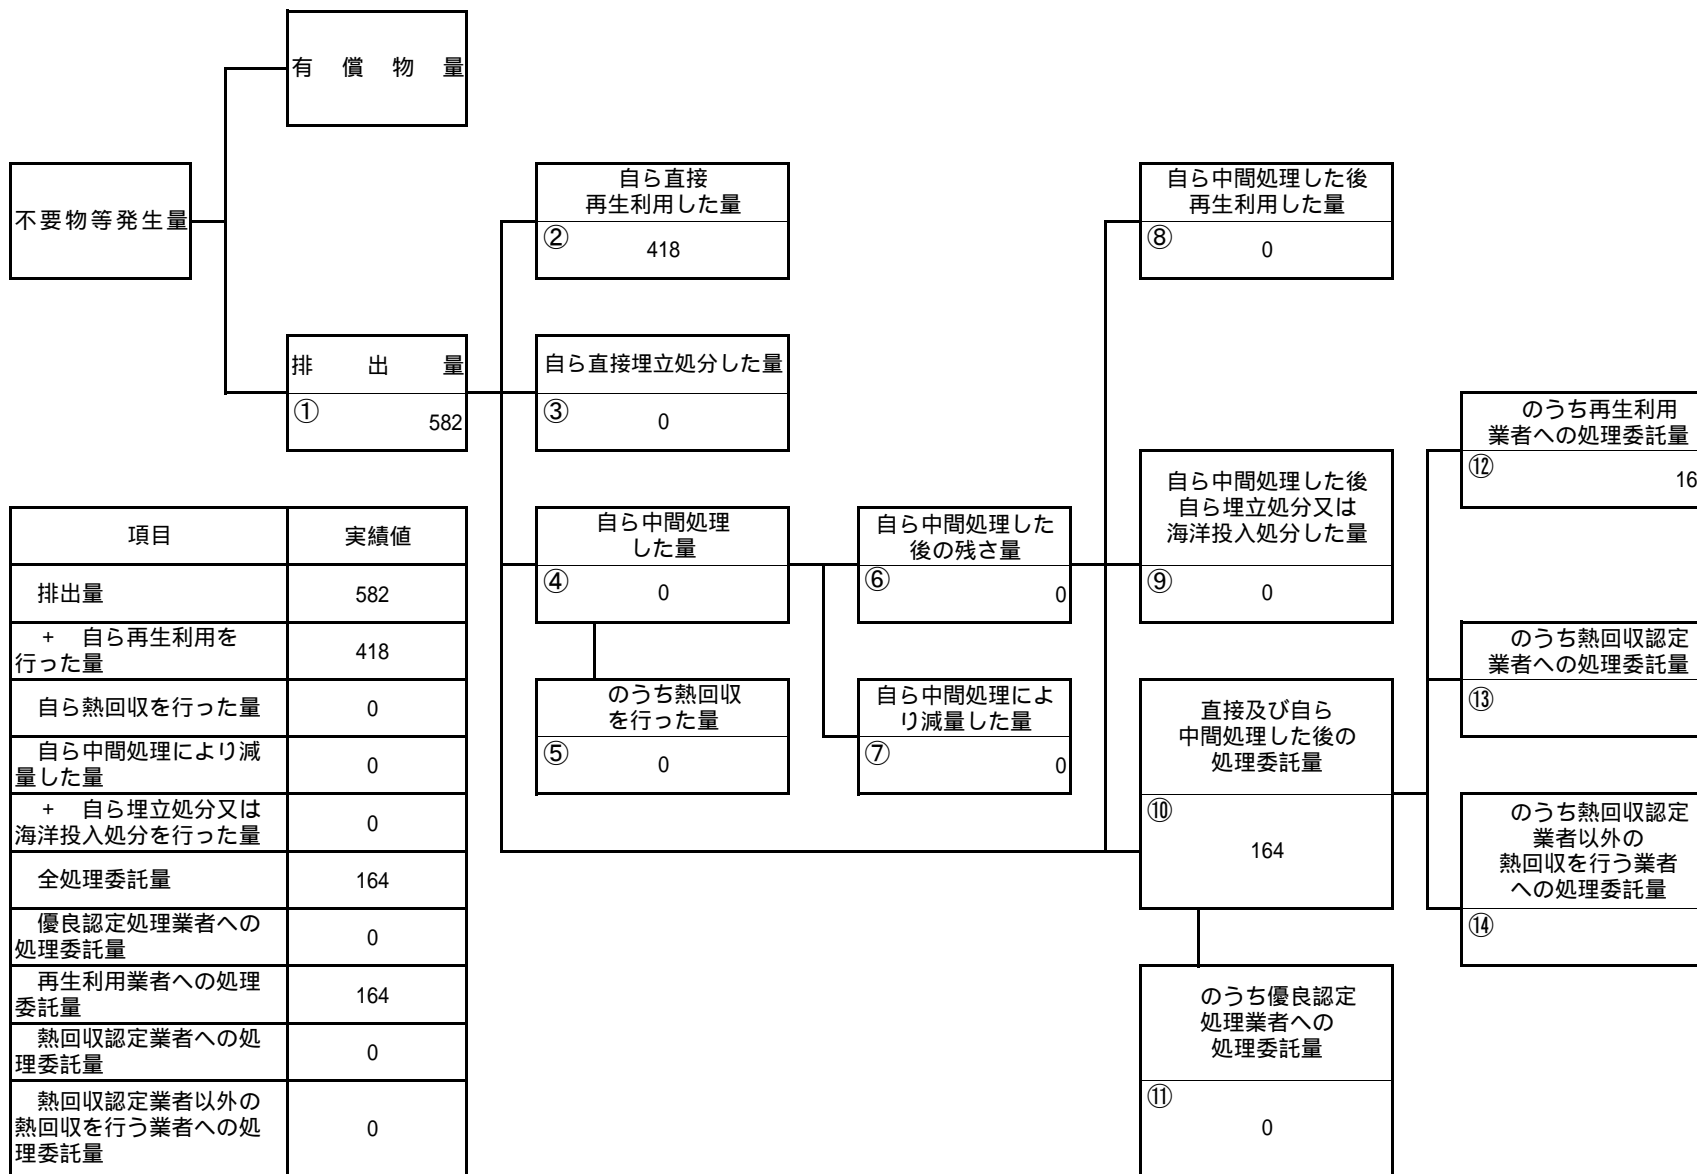 有償物量
不要物等発生量
排出量
①
582
自ら直接
再生利用した量
②
418
自ら直接埋立処分した量
③
0
自ら中間処理
した量
④
0
のうち熱回収
を行った量
⑤
0
自ら中間処理した
後の残さ量
⑥
0
自ら中間処理によ
り減量した量
⑦
0
自ら中間処理した後
再生利用した量
⑧
0
自ら中間処理した後
自ら埋立処分又は
海洋投入処分した量
⑨
0
直接及び自ら
中間処理した後の
処理委託量
⑩
164
のうち優良認定
処理業者への
処理委託量
⑪
0
のうち再生利用
業者への処理委託量
⑫
16
のうち熱回収認定
業者への処理委託量
⑬
のうち熱回収認定
業者以外の
熱回収を行う業者
への処理委託量
⑭
項目 実績値
排出量 582
+ 自ら再生利用を
行った量 418
自ら熱回収を行った量 0
自ら中間処理により減
量した量 0
+ 自ら埋立処分又は
海洋投入処分を行った量 0
全処理委託量 164
優良認定処理業者への
処理委託量 0
再生利用業者への処理
委託量 164
熱回収認定業者への処
理委託量 0
熱回収認定業者以外の
熱回収を行う業者への処
理委託量 0